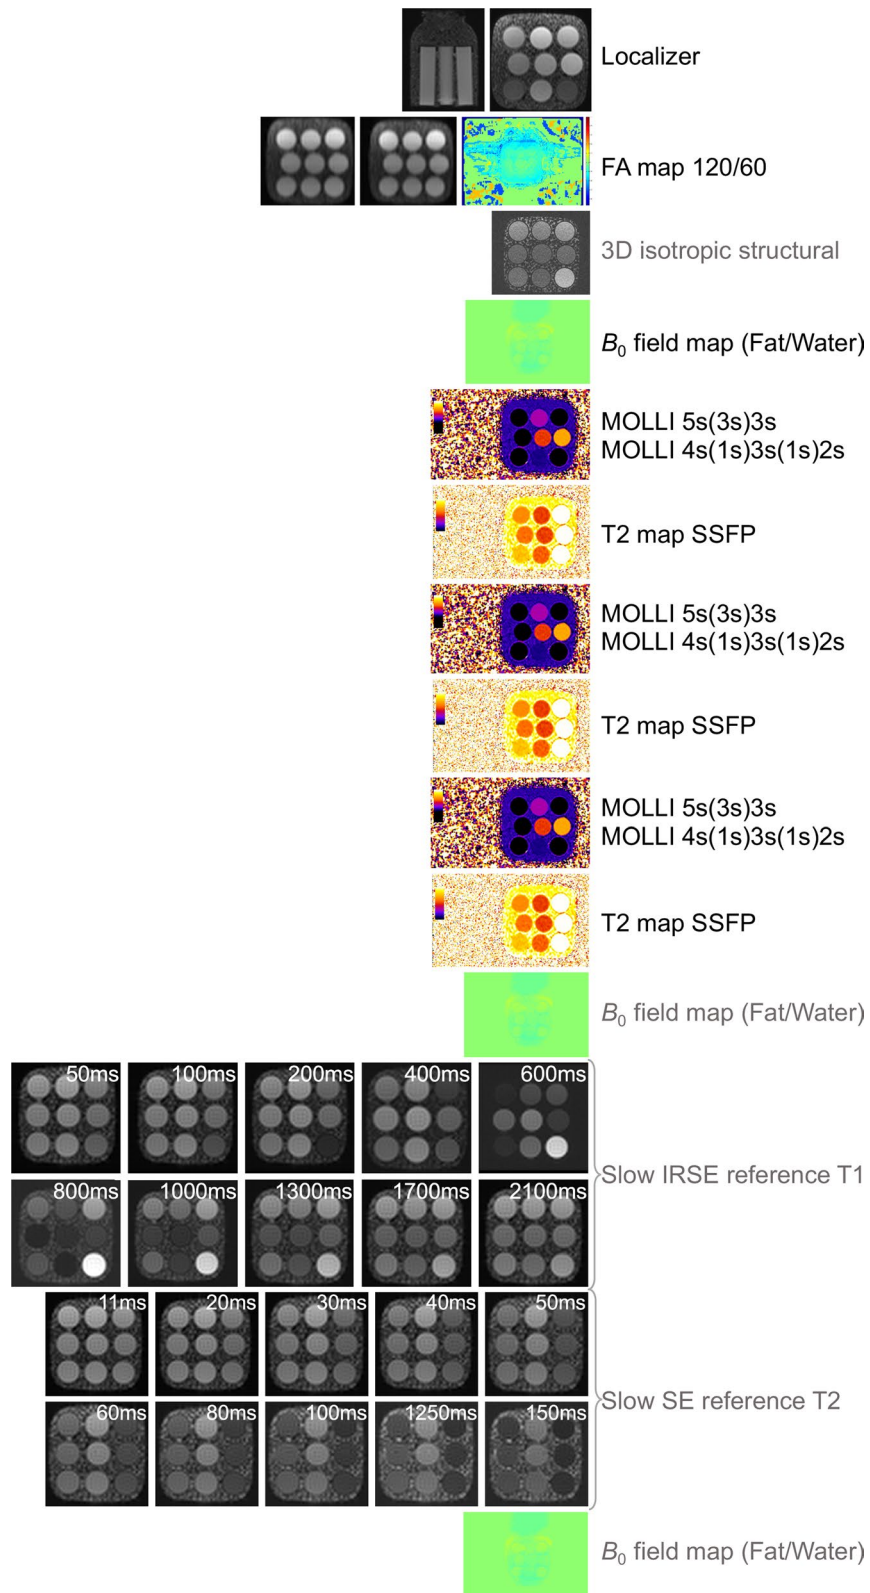 Localizer
FA map 120/60
3D isotropic structural
B0 field map (Fat/Water)
MOLLI 5s(3s)3s
MOLLI 4s(1s)3s(1s)2s
T2 map SSFP
MOLLI 5s(3s)3s
MOLLI 4s(1s)3s(1s)2s
T2 map SSFP
MOLLI 5s(3s)3s
MOLLI 4s(1s)3s(1s)2s
T2 map SSFP
B0 field map (Fat/Water)
50ms 100ms 200ms 400ms 600ms
Slow IRSE reference T1
800ms 1000ms 1300ms 1700ms 2100ms
11ms 20ms 30ms 40ms 50ms
Slow SE reference T2
60ms 80ms 100ms 1250ms 150ms
B0 field map (Fat/Water)